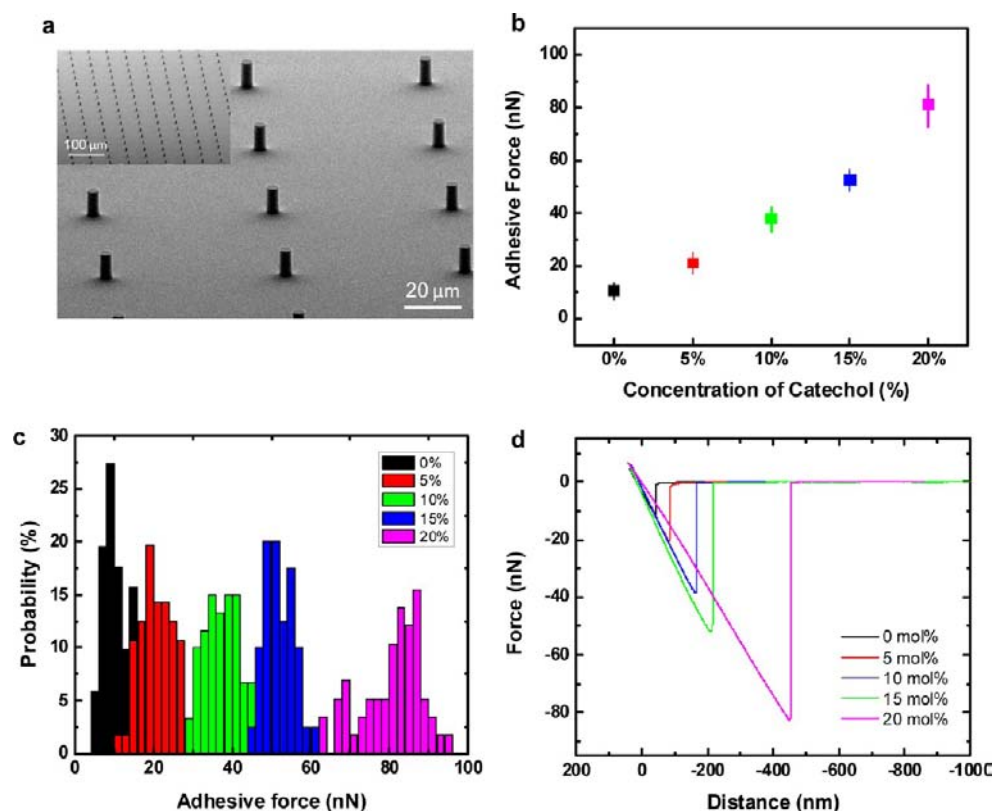 a
100 µm
20 µm
b
Adhesive Force (nN)
100
80
60
40
20
0
0% 5% 10% 15% 20%
Concentration of Catechol (%)
c
Probability (%)
30
25
20
15
10
5
0
0%
5%
10%
15%
20%
0 20 40 60 80 100
Adhesive force (nN)
d
Force (nN)
0
-20
-40
-60
-80
0 mol%
5 mol%
10 mol%
15 mol%
20 mol%
200 0 -200 -400 -600 -800 -1000
Distance (nm)